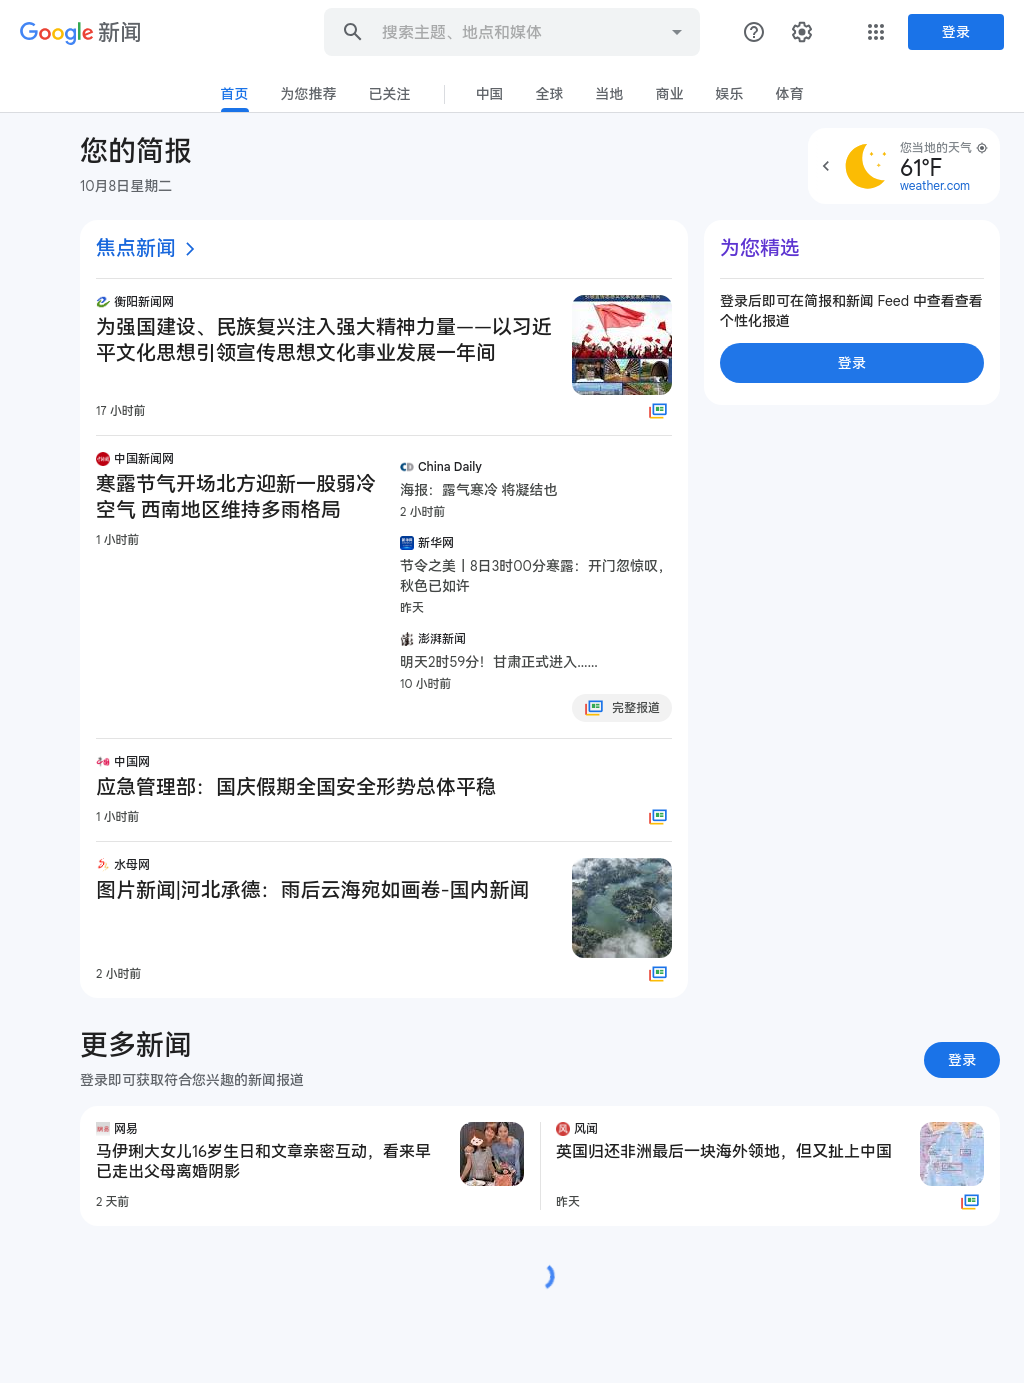 Google 新闻
搜索主题、地点和媒体
登录
首页
为您推荐
已关注
中国
全球
当地
商业
娱乐
体育
您的简报
10月8日星期二
您当地的天气
61°F
weather.com
焦点新闻
衡阳新闻网
为强国建设、民族复兴注入强大精神力量——以习近
平文化思想引领宣传思想文化事业发展一年间
17 小时前
中国新闻网
寒露节气开场北方迎新一股弱冷
空气 西南地区维持多雨格局
1 小时前
China Daily
海报：露气寒冷 将凝结也
2 小时前
新华网
节令之美丨8日3时00分寒露：开门忽惊叹，
秋色已如许
昨天
澎湃新闻
明天2时59分！甘肃正式进入……
10 小时前
完整报道
中国网
应急管理部：国庆假期全国安全形势总体平稳
1 小时前
水母网
图片新闻|河北承德：雨后云海宛如画卷-国内新闻
2 小时前
为您精选
登录后即可在简报和新闻 Feed 中查看查看
个性化报道
登录
更多新闻
登录即可获取符合您兴趣的新闻报道
登录
网易
马伊琍大女儿16岁生日和文章亲密互动，看来早
已走出父母离婚阴影
2 天前
风闻
英国归还非洲最后一块海外领地，但又扯上中国
昨天